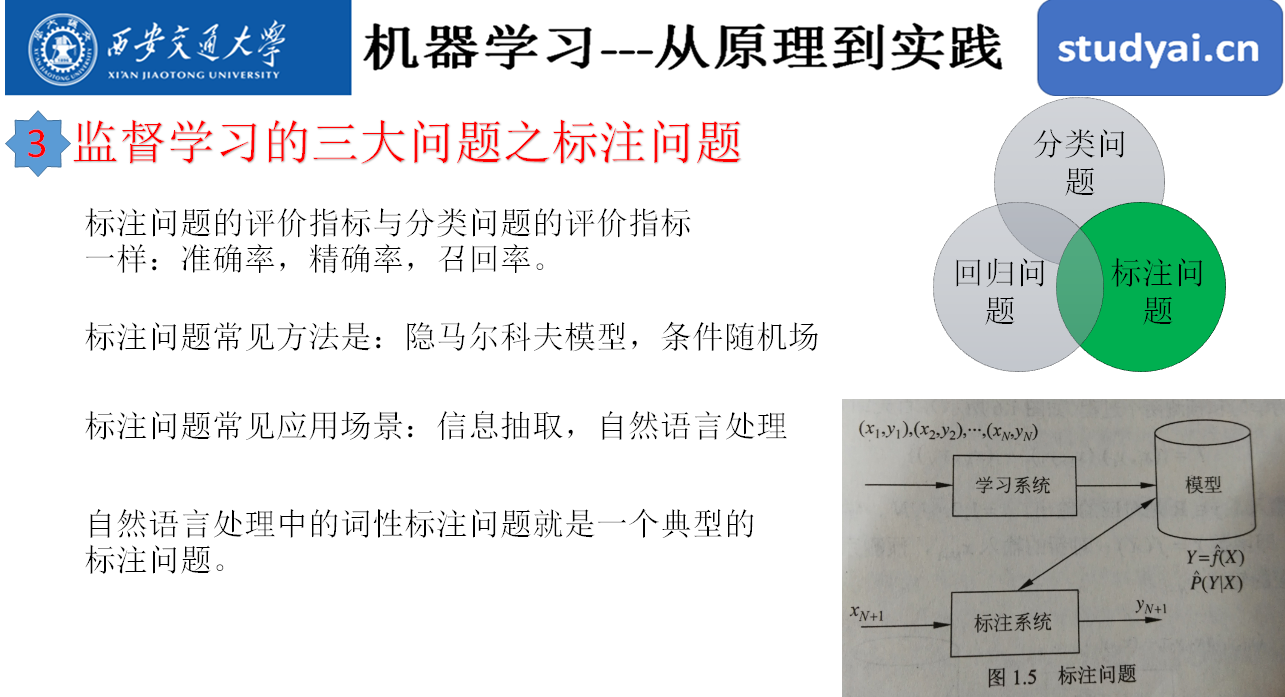 西安交通大学
XI'AN JIAOTONG UNIVERSITY
机器学习---从原理到实践
studyai.cn
3 监督学习的三大问题之标注问题
标注问题的评价指标与分类问题的评价指标
一样：准确率，精确率，召回率。
标注问题常见方法是：隐马尔科夫模型，条件随机场
标注问题常见应用场景：信息抽取，自然语言处理
自然语言处理中的词性标注问题就是一个典型的
标注问题。
分类问
题
回归问
题
标注问
题
(x₁,y₁),(x₂,y₂),···,(x_N,y_N)
学习系统
模型
Y=f̂(X)
P̂(Y|X)
x_{N+1}
标注系统
y_{N+1}
图 1.5 标注问题